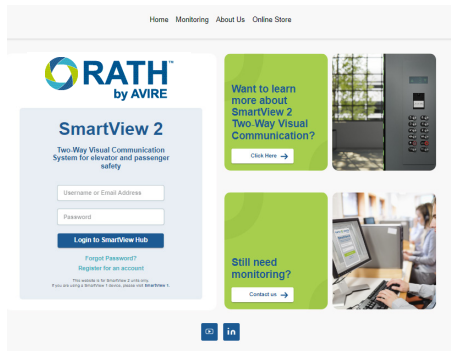 Home Monitoring About Us Online Store
RATH™
by AVIRE
SmartView 2
Two-Way Visual Communication
System for elevator and passenger
safety
Username or Email Address
Password
Login to SmartView Hub
Forgot Password?
Register for an account
This website is for SmartView 2 units only.
If you are using a SmartView 1 device, please visit SmartView 1.
Want to learn
more about
SmartView 2
Two-Way Visual
Communication?
Click Here
Still need
monitoring?
Contact us
in